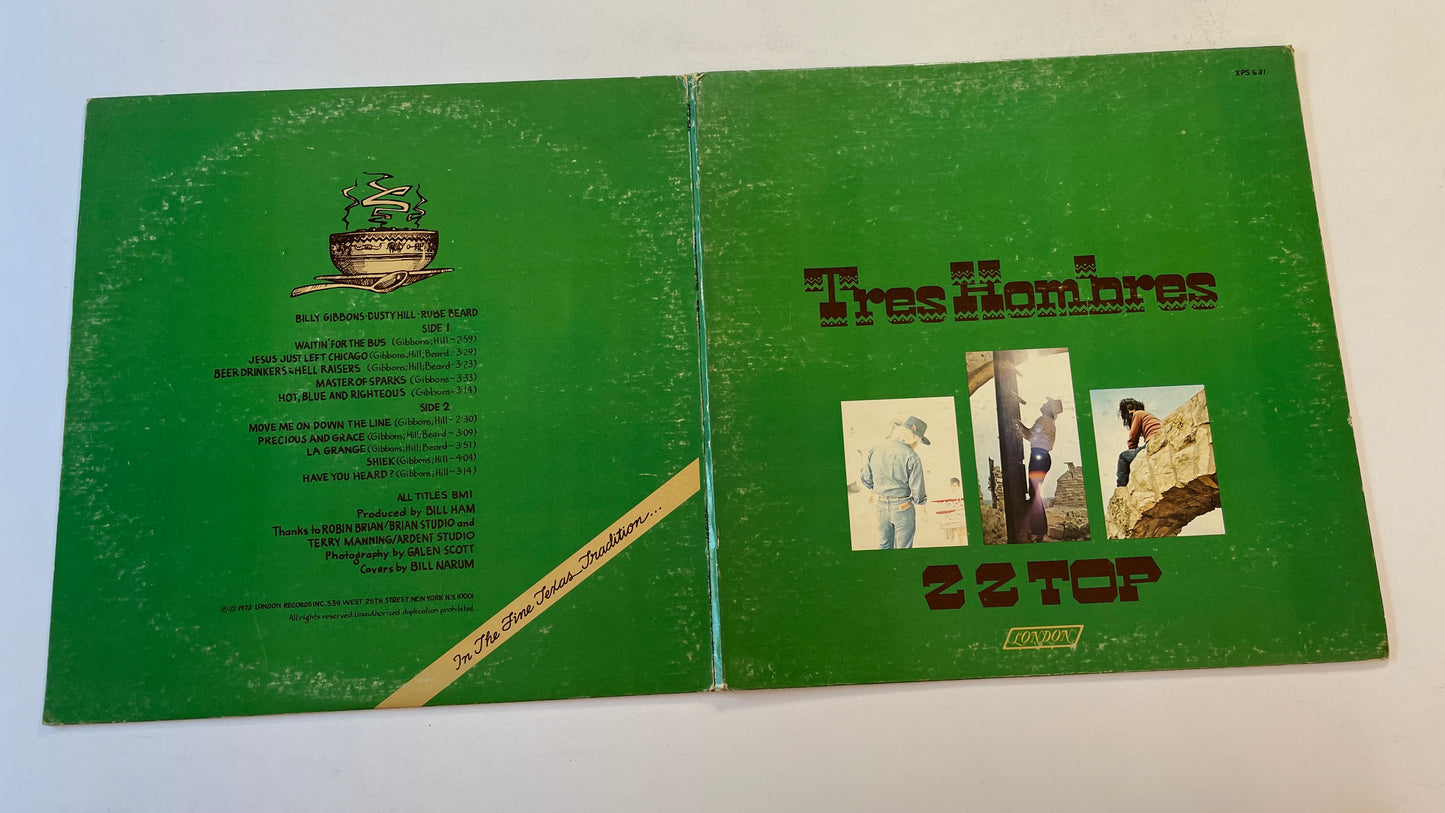 BILLY GIBBONS · DUSTY HILL · RUBE BEARD
SIDE 1
WAITIN' FOR THE BUS (Gibbons; Hill – 2:59)
JESUS JUST LEFT CHICAGO (Gibbons; Hill; Beard – 3:29)
BEER DRINKERS & HELL RAISERS (Gibbons; Hill; Beard – 3:23)
MASTER OF SPARKS (Gibbons – 3:33)
HOT, BLUE AND RIGHTEOUS (Gibbons – 3:14)
SIDE 2
MOVE ME ON DOWN THE LINE (Gibbons; Hill – 2:30)
PRECIOUS AND GRACE (Gibbons; Hill; Beard – 3:09)
LA GRANGE (Gibbons; Hill; Beard – 3:51)
SHIEK (Gibbons; Hill – 4:04)
HAVE YOU HEARD? (Gibbons; Hill – 3:14)
ALL TITLES BMI
Produced by BILL HAM
Thanks to ROBIN BRIAN/BRIAN STUDIO and
TERRY MANNING/ARDENT STUDIO
Photography by GALEN SCOTT
Covers by BILL NARUM
℗ © 1973 LONDON RECORDS INC. 539 WEST 25TH STREET, NEW YORK N.Y. 10001
All rights reserved. Unauthorized duplication prohibited.
In The Fine Texas Tradition...
XPS 631
Tres Hombres
ZZ TOP
LONDON